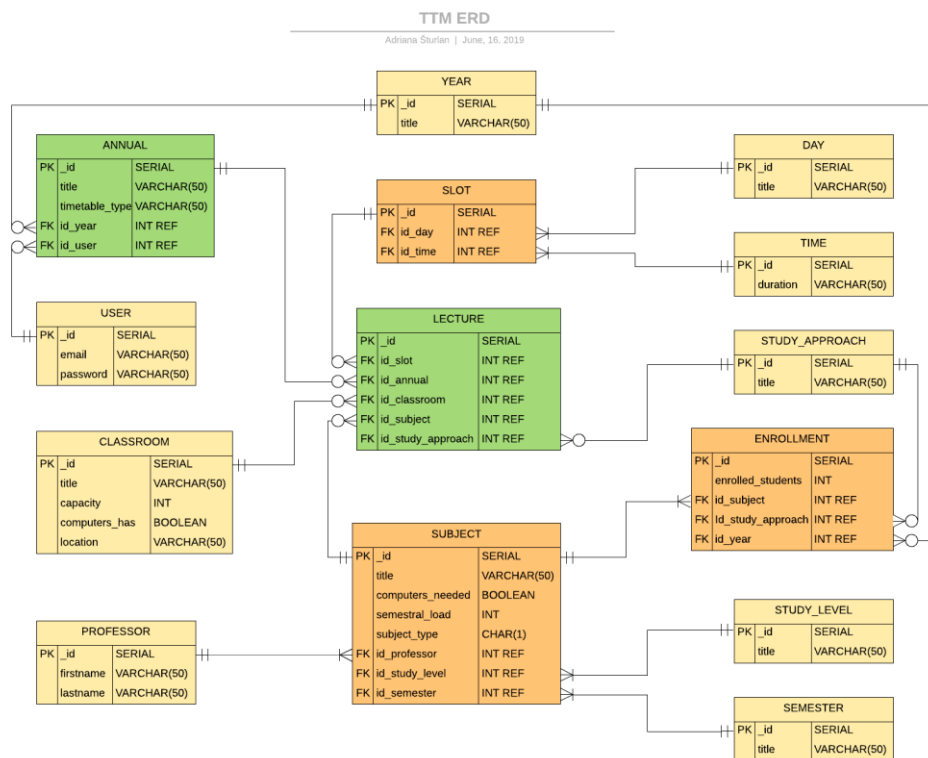 TTM ERD
Adriana Šturlan | June, 16. 2019
YEAR
PK _id SERIAL
title VARCHAR(50)
ANNUAL
PK _id SERIAL
title VARCHAR(50)
timetable_type VARCHAR(50)
FK id_year INT REF
FK id_user INT REF
SLOT
PK _id SERIAL
FK id_day INT REF
FK id_time INT REF
DAY
PK _id SERIAL
title VARCHAR(50)
TIME
PK _id SERIAL
duration VARCHAR(50)
USER
PK _id SERIAL
email VARCHAR(50)
password VARCHAR(50)
LECTURE
PK _id SERIAL
FK id_slot INT REF
FK id_annual INT REF
FK id_classroom INT REF
FK id_subject INT REF
FK id_study_approach INT REF
STUDY_APPROACH
PK _id SERIAL
title VARCHAR(50)
CLASSROOM
PK _id SERIAL
title VARCHAR(50)
capacity INT
computers_has BOOLEAN
location VARCHAR(50)
ENROLLMENT
PK _id SERIAL
enrolled_students INT
FK id_subject INT REF
FK Id_study_approach INT REF
FK id_year INT REF
SUBJECT
PK _id SERIAL
title VARCHAR(50)
computers_needed BOOLEAN
semestral_load INT
subject_type CHAR(1)
FK id_professor INT REF
FK id_study_level INT REF
FK id_semester INT REF
PROFESSOR
PK _id SERIAL
firstname VARCHAR(50)
lastname VARCHAR(50)
STUDY_LEVEL
PK _id SERIAL
title VARCHAR(50)
SEMESTER
PK _id SERIAL
title VARCHAR(50)